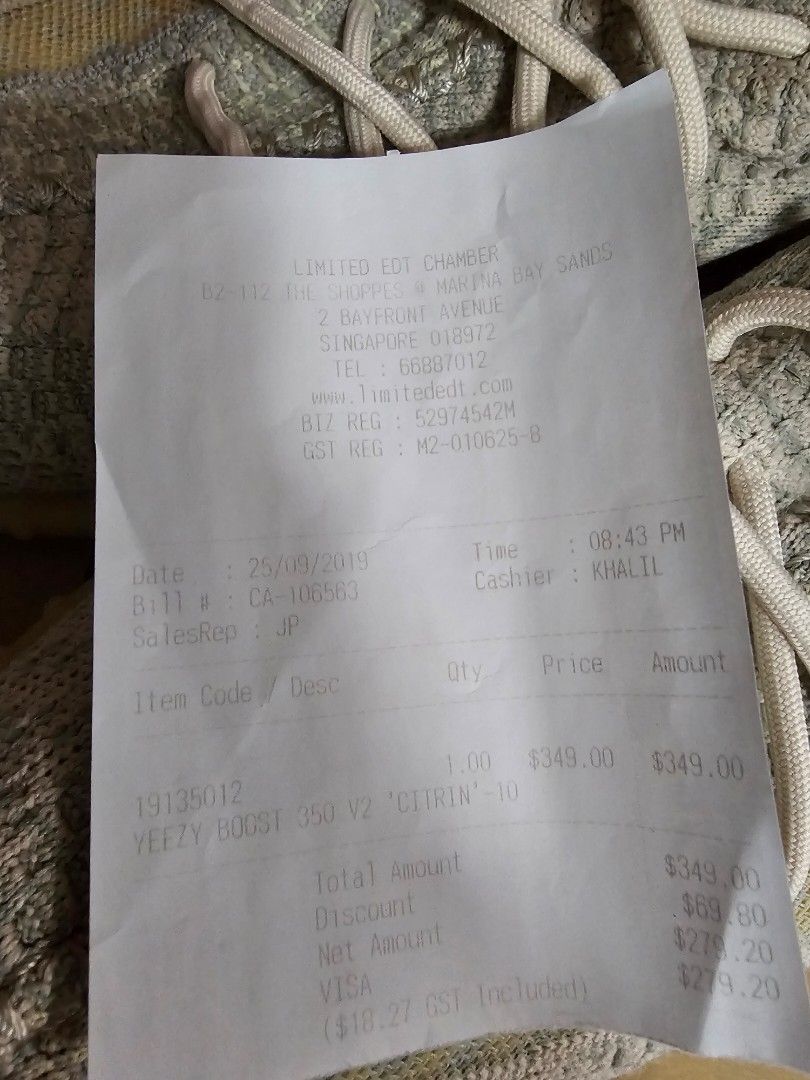 LIMITED EDT CHAMBER
B2-112 THE SHOPPES @ MARINA BAY SANDS
2 BAYFRONT AVENUE
SINGAPORE 018972
TEL : 66887012
www.limitededt.com
BIZ REG : 52974542M
GST REG : M2-010625-8
Date : 25/09/2019 Time : 08:43 PM
Bill # : CA-106563 Cashier : KHALIL
SalesRep : JP
Item Code / Desc Qty Price Amount
19135012 1.00 $349.00 $349.00
YEEZY BOOST 350 V2 'CITRIN'-10
Total Amount $349.00
Discount $69.80
Net Amount $279.20
VISA $279.20
($18.27 GST Included)